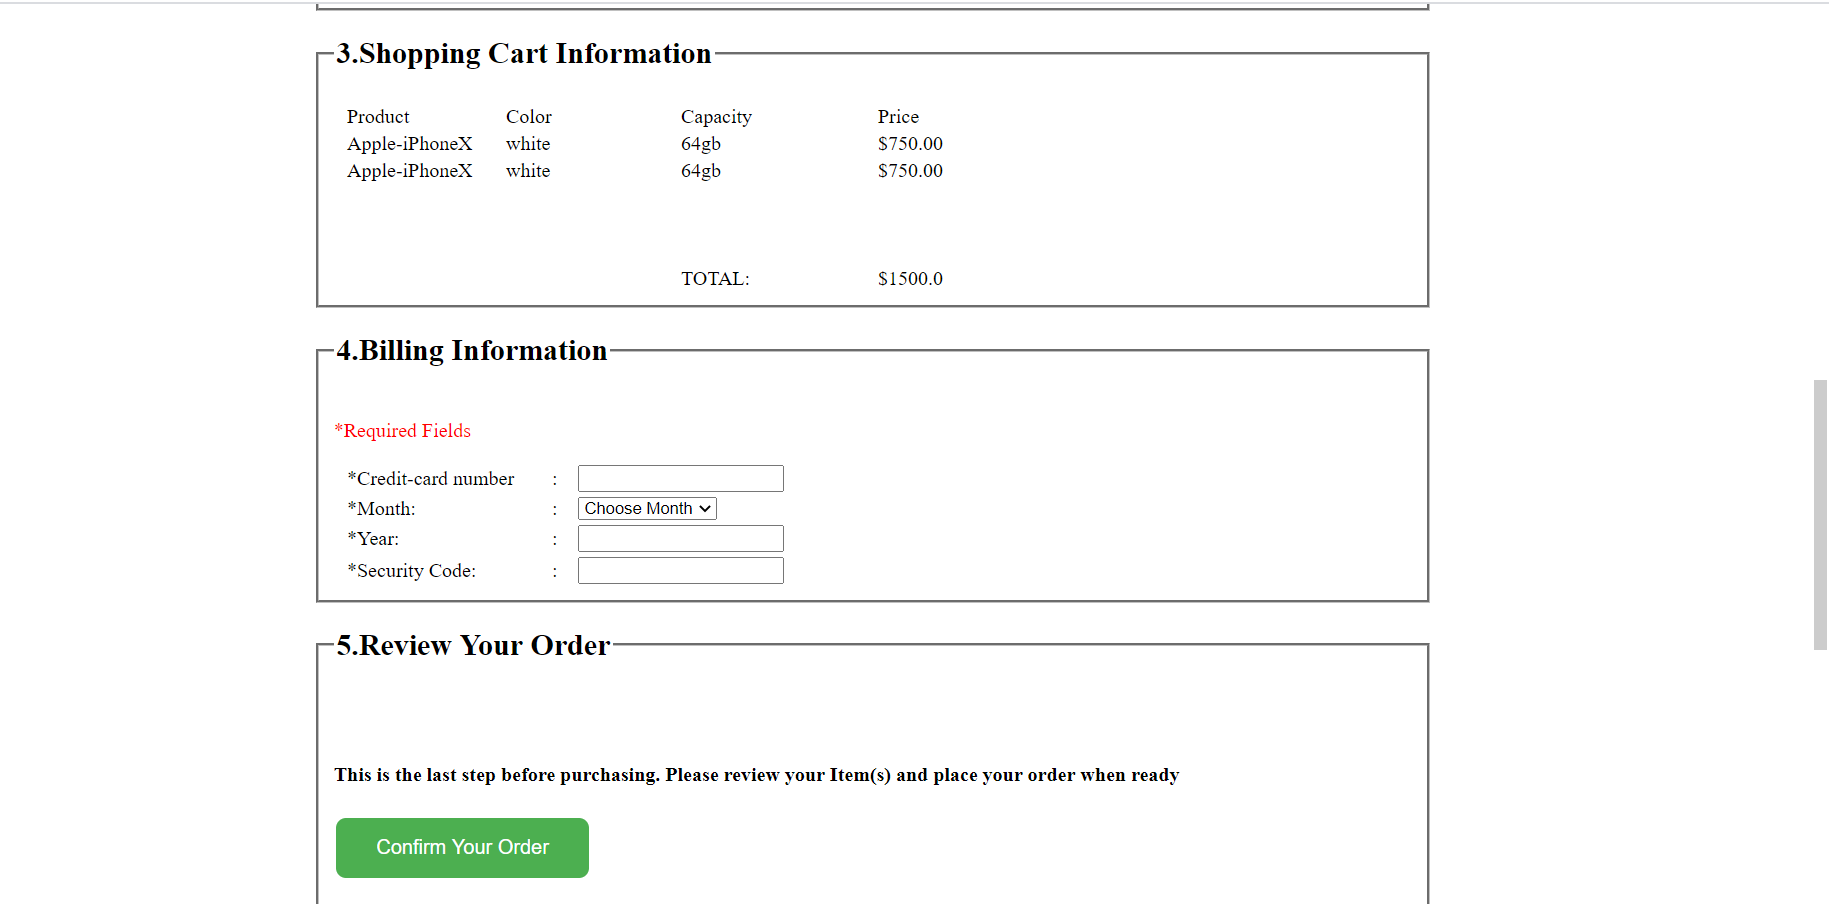 3.Shopping Cart Information
Product Color Capacity Price
Apple-iPhoneX white 64gb $750.00
Apple-iPhoneX white 64gb $750.00
TOTAL: $1500.0
4.Billing Information
*Required Fields
*Credit-card number :
*Month: : Choose Month
*Year: :
*Security Code: :
5.Review Your Order
This is the last step before purchasing. Please review your Item(s) and place your order when ready
Confirm Your Order